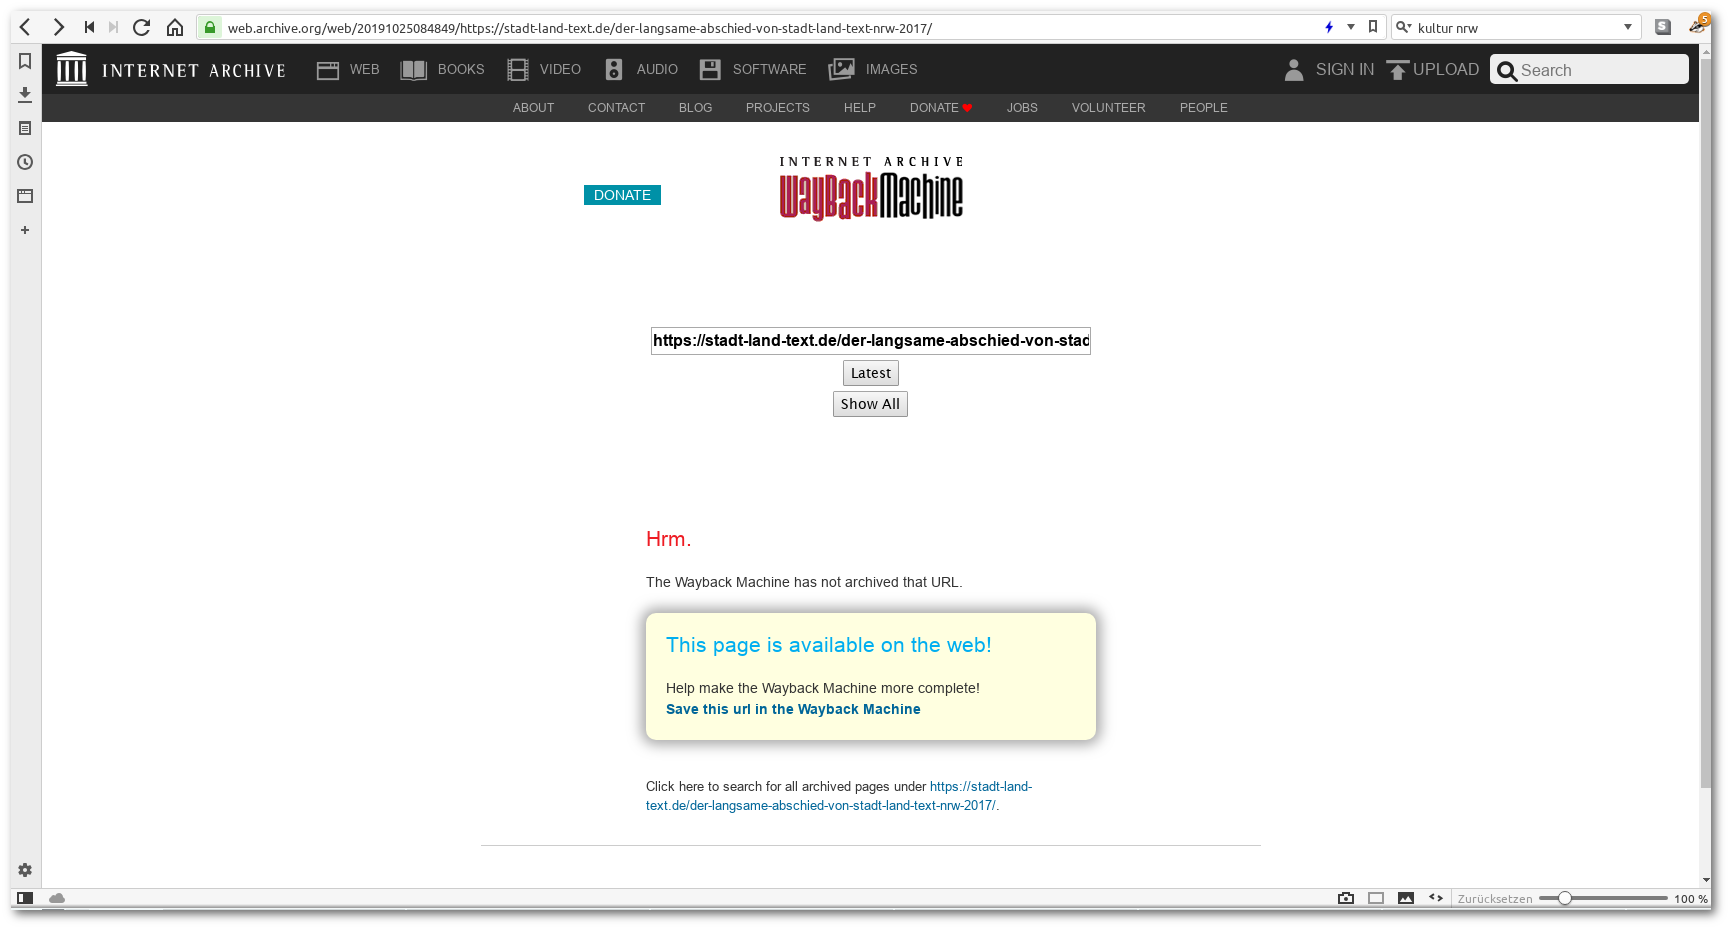 web.archive.org/web/20191025084849/https://stadt-land-text.de/der-langsame-abschied-von-stadt-land-text-nrw-2017/
kultur nrw
S
5
INTERNET ARCHIVE
WEB
BOOKS
VIDEO
AUDIO
SOFTWARE
IMAGES
SIGN IN
UPLOAD
Search
ABOUT
CONTACT
BLOG
PROJECTS
HELP
DONATE
JOBS
VOLUNTEER
PEOPLE
DONATE
INTERNET ARCHIVE
WayBackMachine
https://stadt-land-text.de/der-langsame-abschied-von-stad
Latest
Show All
Hrm.
The Wayback Machine has not archived that URL.
This page is available on the web!
Help make the Wayback Machine more complete!
Save this url in the Wayback Machine
Click here to search for all archived pages under https://stadt-land-
text.de/der-langsame-abschied-von-stadt-land-text-nrw-2017/.
Zurücksetzen
100 %